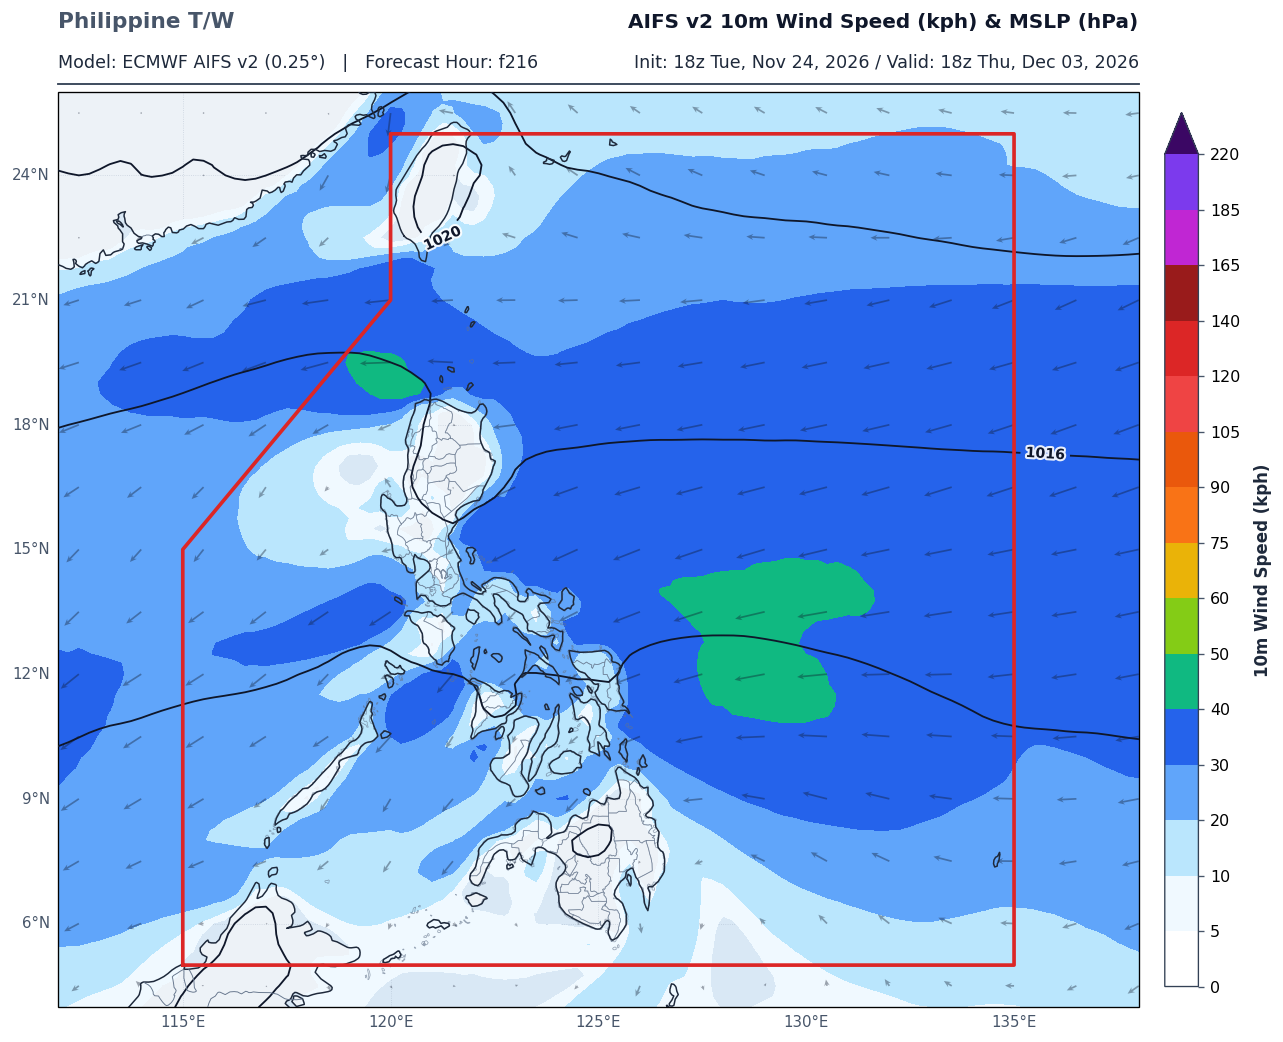 Philippine T/W
AIFS v2 10m Wind Speed (kph) & MSLP (hPa)
Model: ECMWF AIFS v2 (0.25°) | Forecast Hour: f216
Init: 18z Tue, Nov 24, 2026 / Valid: 18z Thu, Dec 03, 2026
24°N
21°N
18°N
15°N
12°N
9°N
6°N
115°E
120°E
125°E
130°E
135°E
1020
1016
220
185
165
140
120
105
90
75
60
50
40
30
20
10
5
0
10m Wind Speed (kph)